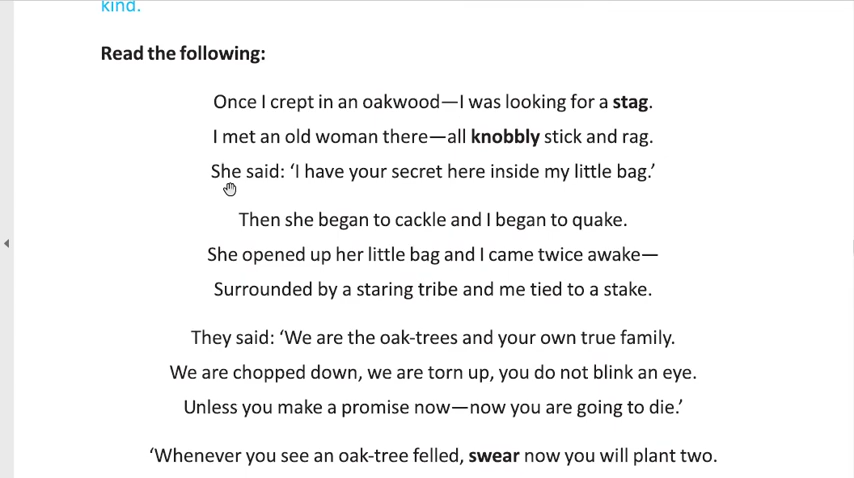 kind.
Read the following:
Once I crept in an oakwood—I was looking for a stag.
I met an old woman there—all knobbly stick and rag.
She said: ‘I have your secret here inside my little bag.’
Then she began to cackle and I began to quake.
She opened up her little bag and I came twice awake—
Surrounded by a staring tribe and me tied to a stake.
They said: ‘We are the oak-trees and your own true family.
We are chopped down, we are torn up, you do not blink an eye.
Unless you make a promise now—now you are going to die.’
‘Whenever you see an oak-tree felled, swear now you will plant two.